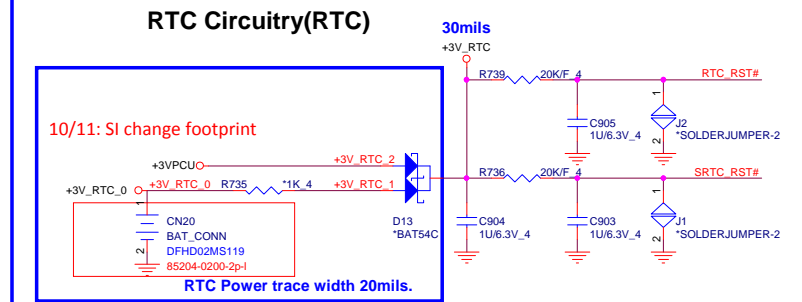 RTC Circuitry(RTC)
30mils
+3V_RTC
R739
20K/F_4
RTC_RST#
10/11: SI change footprint
C905
1U/6.3V_4
1
2
J2
*SOLDERJUMPER-2
+3VPCU
+3V_RTC_2
+3V_RTC_0
+3V_RTC_0
R735
*1K_4
+3V_RTC_1
R736
20K/F_4
SRTC_RST#
1
2
CN20
BAT_CONN
DFHD02MS119
85204-0200-2p-l
D13
*BAT54C
C904
1U/6.3V_4
C903
1U/6.3V_4
1
2
J1
*SOLDERJUMPER-2
RTC Power trace width 20mils.